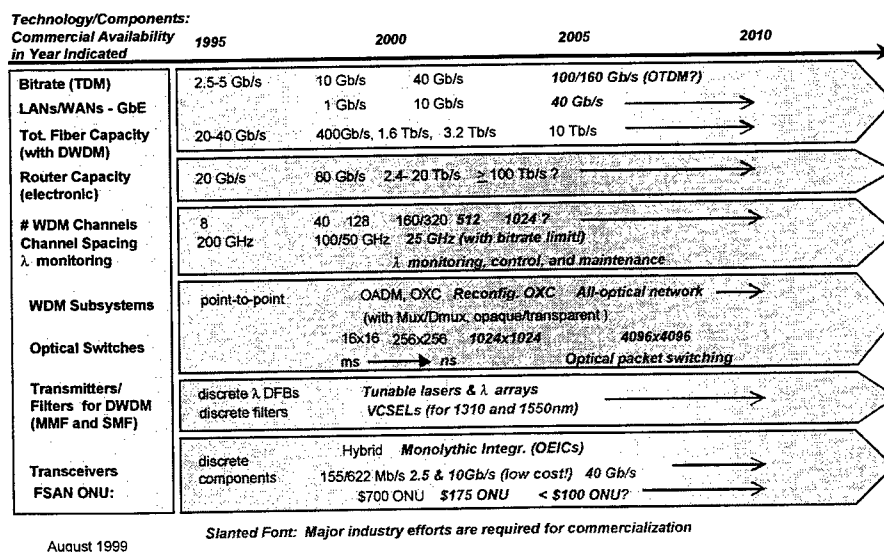 Technology/Components:
Commercial Availability
in Year Indicated
1995 2000 2005 2010
Bitrate (TDM) 2.5-5 Gb/s 10 Gb/s 40 Gb/s 100/160 Gb/s (OTDM?)
LANs/WANs - GbE 1 Gb/s 10 Gb/s 40 Gb/s
Tot. Fiber Capacity 20-40 Gb/s 400Gb/s, 1.6 Tb/s, 3.2 Tb/s 10 Tb/s
(with DWDM)
Router Capacity 20 Gb/s 80 Gb/s 2.4- 20 Tb/s ≥ 100 Tb/s ?
(electronic)
# WDM Channels 8 40 128 160/320 512 1024 ?
Channel Spacing 200 GHz 100/50 GHz 25 GHz (with bitrate limit!)
λ monitoring λ monitoring, control, and maintenance
WDM Subsystems point-to-point OADM, OXC Reconfig. OXC All-optical network
(with Mux/Dmux, opaque/transparent )
Optical Switches 16x16 256x256 1024x1024 4096x4096
ms ns Optical packet switching
Transmitters/ discrete λ DFBs Tunable lasers & λ arrays
Filters for DWDM discrete filters VCSELs (for 1310 and 1550nm)
(MMF and SMF)
Hybrid Monolythic Integr. (OEICs)
Transceivers discrete components 155/622 Mb/s 2.5 & 10Gb/s (low cost!) 40 Gb/s
FSAN ONU: $700 ONU $175 ONU < $100 ONU?
Slanted Font: Major industry efforts are required for commercialization
August 1999